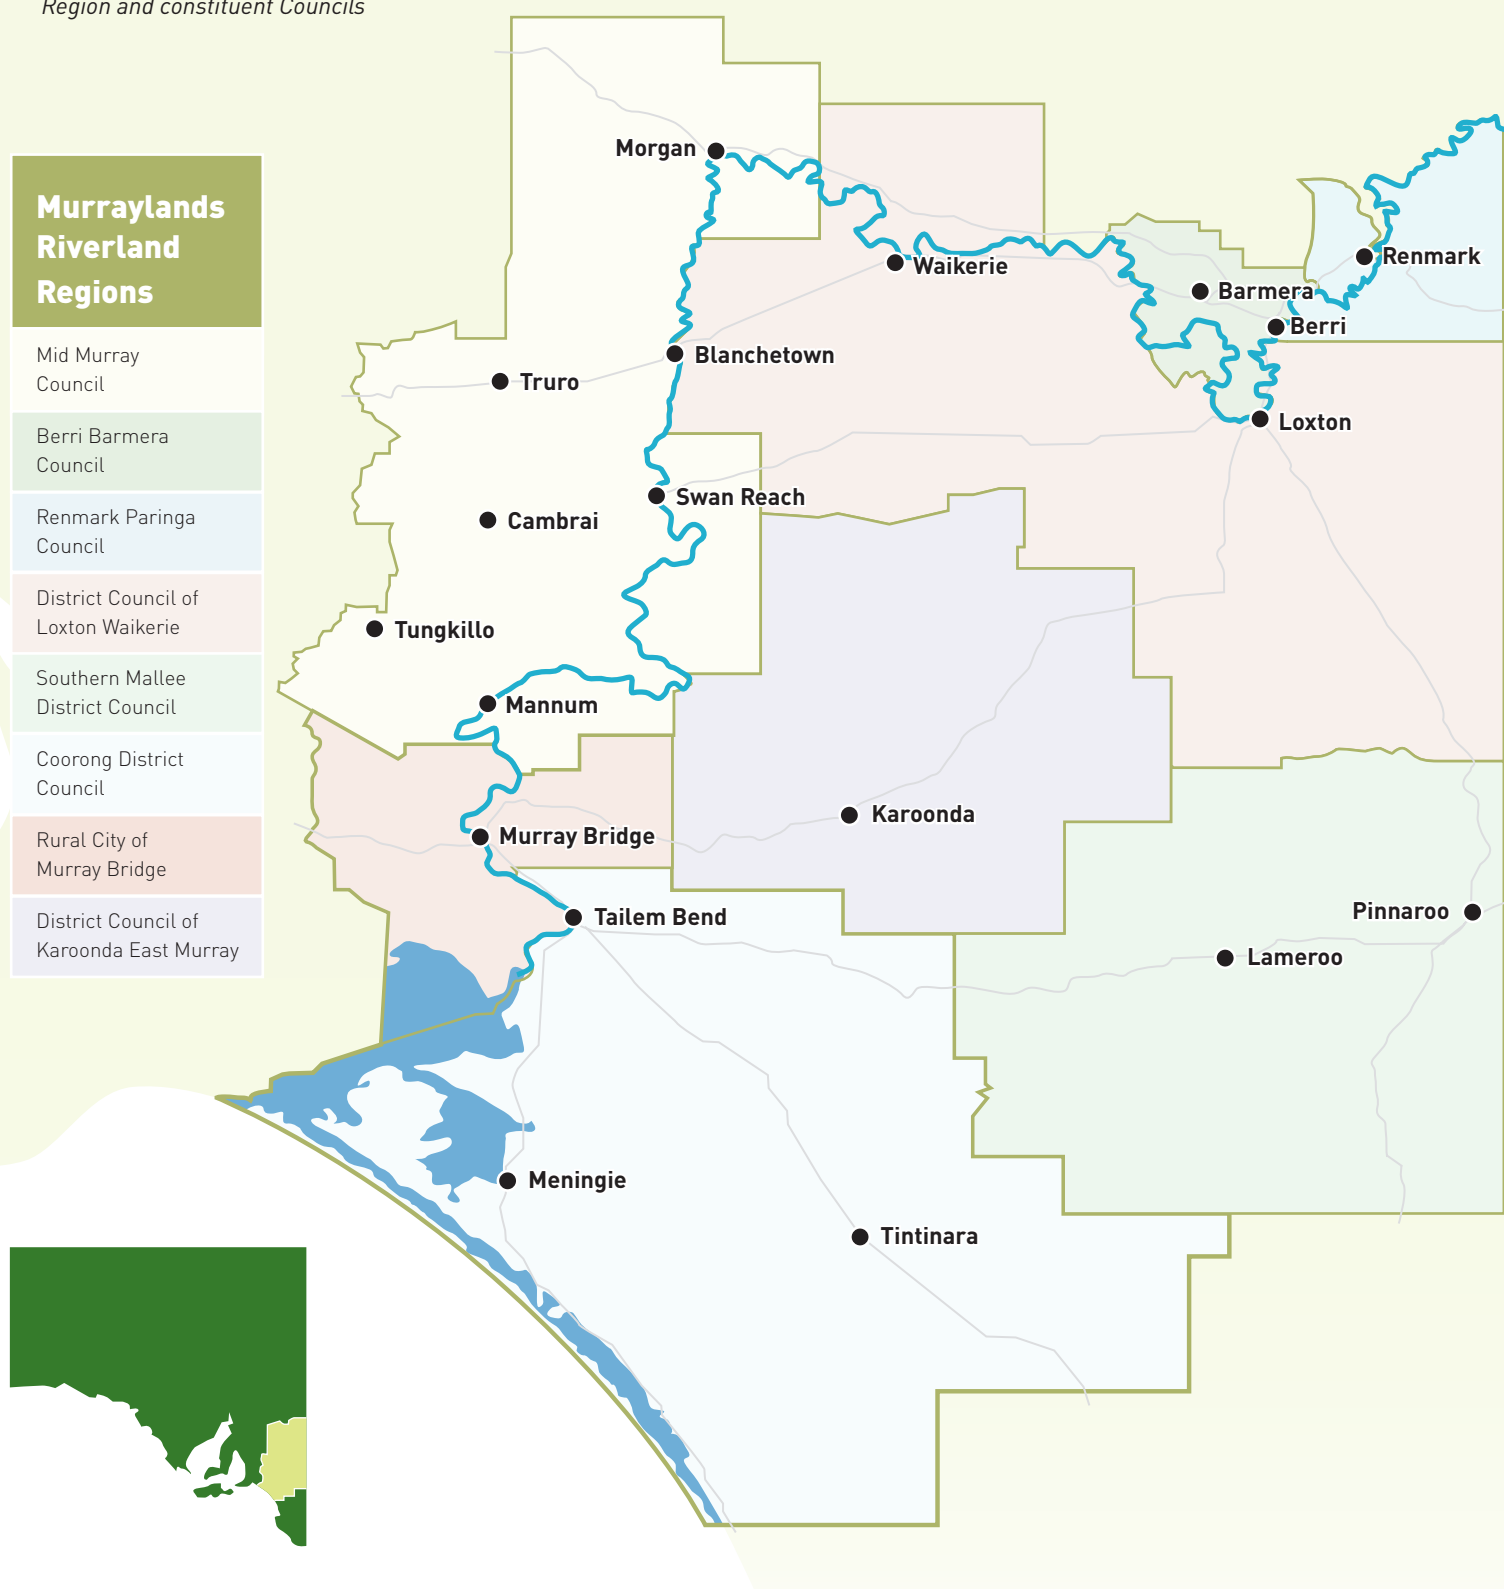 Region and constituent Councils
Murraylands
Riverland
Regions
Mid Murray
Council
Berri Barmera
Council
Renmark Paringa
Council
District Council of
Loxton Waikerie
Southern Mallee
District Council
Coorong District
Council
Rural City of
Murray Bridge
District Council of
Karoonda East Murray
Morgan
Waikerie
Renmark
Barmera
Berri
Blanchetown
Truro
Loxton
Swan Reach
Cambrai
Tungkillo
Mannum
Karoonda
Murray Bridge
Pinnaroo
Tailem Bend
Lameroo
Meningie
Tintinara